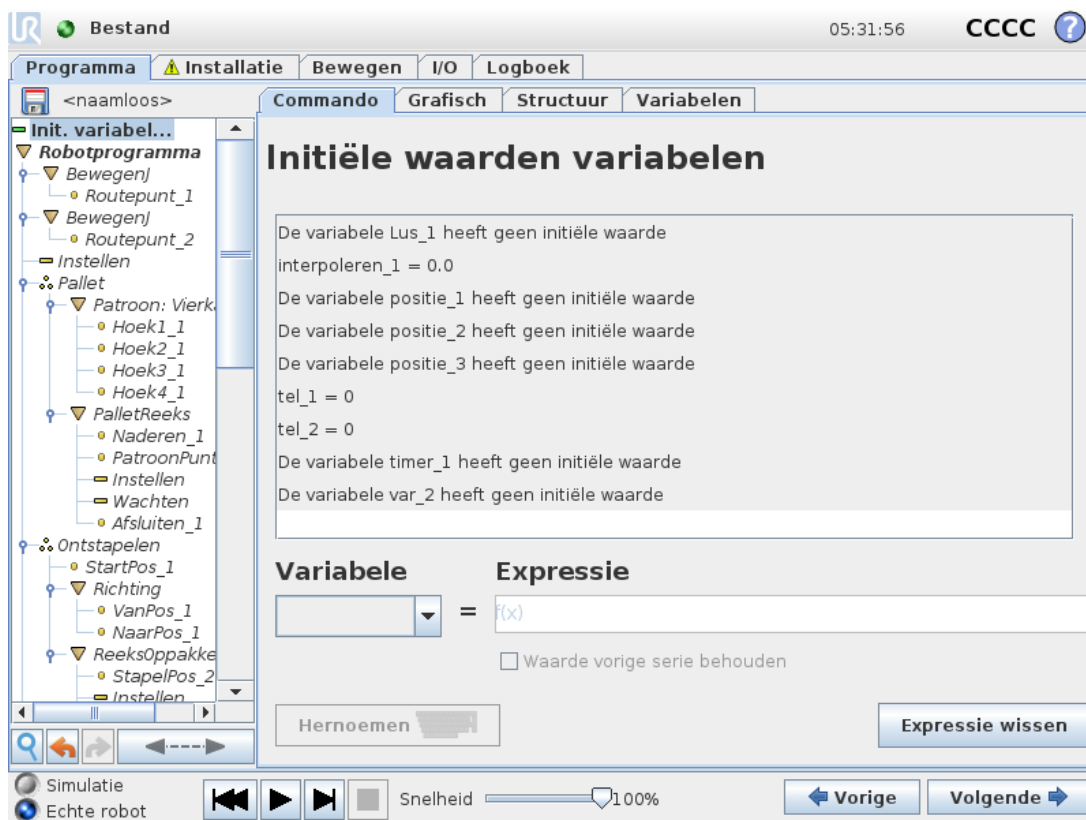 UR Bestand 05:31:56 CCCC ?
Programma Installatie Bewegen I/O Logboek
<naamloos>
Commando Grafisch Structuur Variabelen
Init. variabel...
Robotprogramma
BewegenJ
Routepunt_1
BewegenJ
Routepunt_2
Instellen
Pallet
Patroon: Vierk
Hoek1_1
Hoek2_1
Hoek3_1
Hoek4_1
PalletReeks
Naderen_1
PatroonPunt
Instellen
Wachten
Afsluiten_1
Ontstapelen
StartPos_1
Richting
VanPos_1
NaarPos_1
ReeksOppakke
StapelPos_2
Instellen
Initiële waarden variabelen
De variabele Lus_1 heeft geen initiële waarde
interpoleren_1 = 0.0
De variabele positie_1 heeft geen initiële waarde
De variabele positie_2 heeft geen initiële waarde
De variabele positie_3 heeft geen initiële waarde
tel_1 = 0
tel_2 = 0
De variabele timer_1 heeft geen initiële waarde
De variabele var_2 heeft geen initiële waarde
Variabele Expressie
= f(x)
Waarde vorige serie behouden
Hernoemen Expressie wissen
Simulatie
Echte robot
Snelheid 100% Vorige Volgende